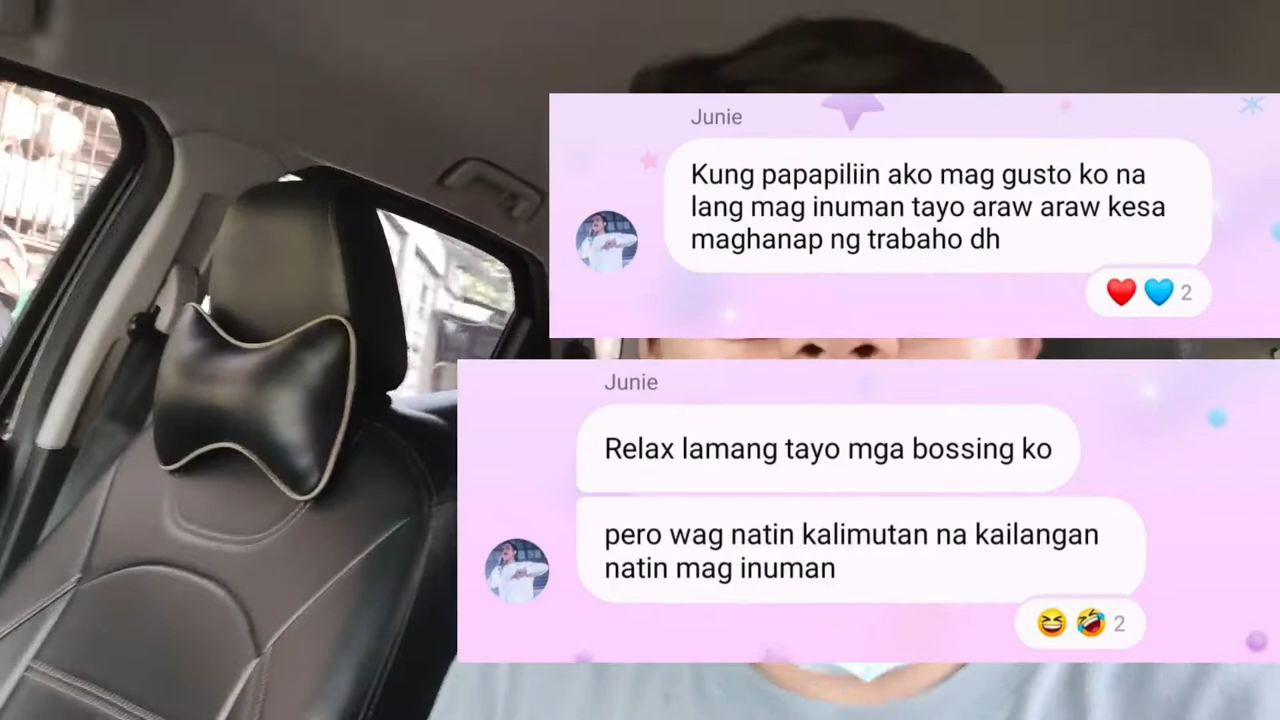 Junie
Kung papapiliin ako mag gusto ko na
lang mag inuman tayo araw araw kesa
maghanap ng trabaho dh
2
Junie
Relax lamang tayo mga bossing ko
pero wag natin kalimutan na kailangan
natin mag inuman
2